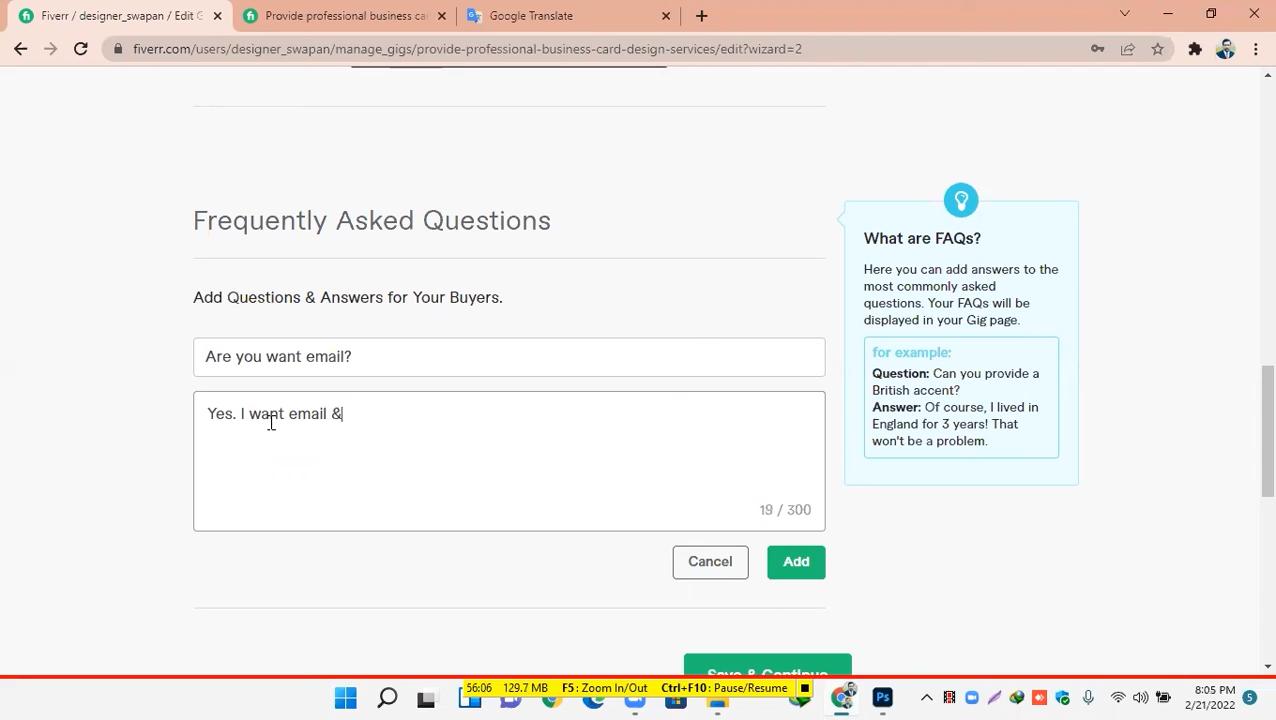 Fiverr / designer_swapan / Edit G
Provide professional business ca
Google Translate
fiverr.com/users/designer_swapan/manage_gigs/provide-professional-business-card-design-services/edit?wizard=2
Frequently Asked Questions
Add Questions & Answers for Your Buyers.
Are you want email?
Yes. I want email &
19 / 300
Cancel
Add
What are FAQs?
Here you can add answers to the
most commonly asked
questions. Your FAQs will be
displayed in your Gig page.
for example:
Question: Can you provide a
British accent?
Answer: Of course, I lived in
England for 3 years! That
won't be a problem.
Save & Continue
56:06 129.7 MB F5: Zoom In/Out Ctrl+F10: Pause/Resume
Ps
8:05 PM
2/21/2022
5